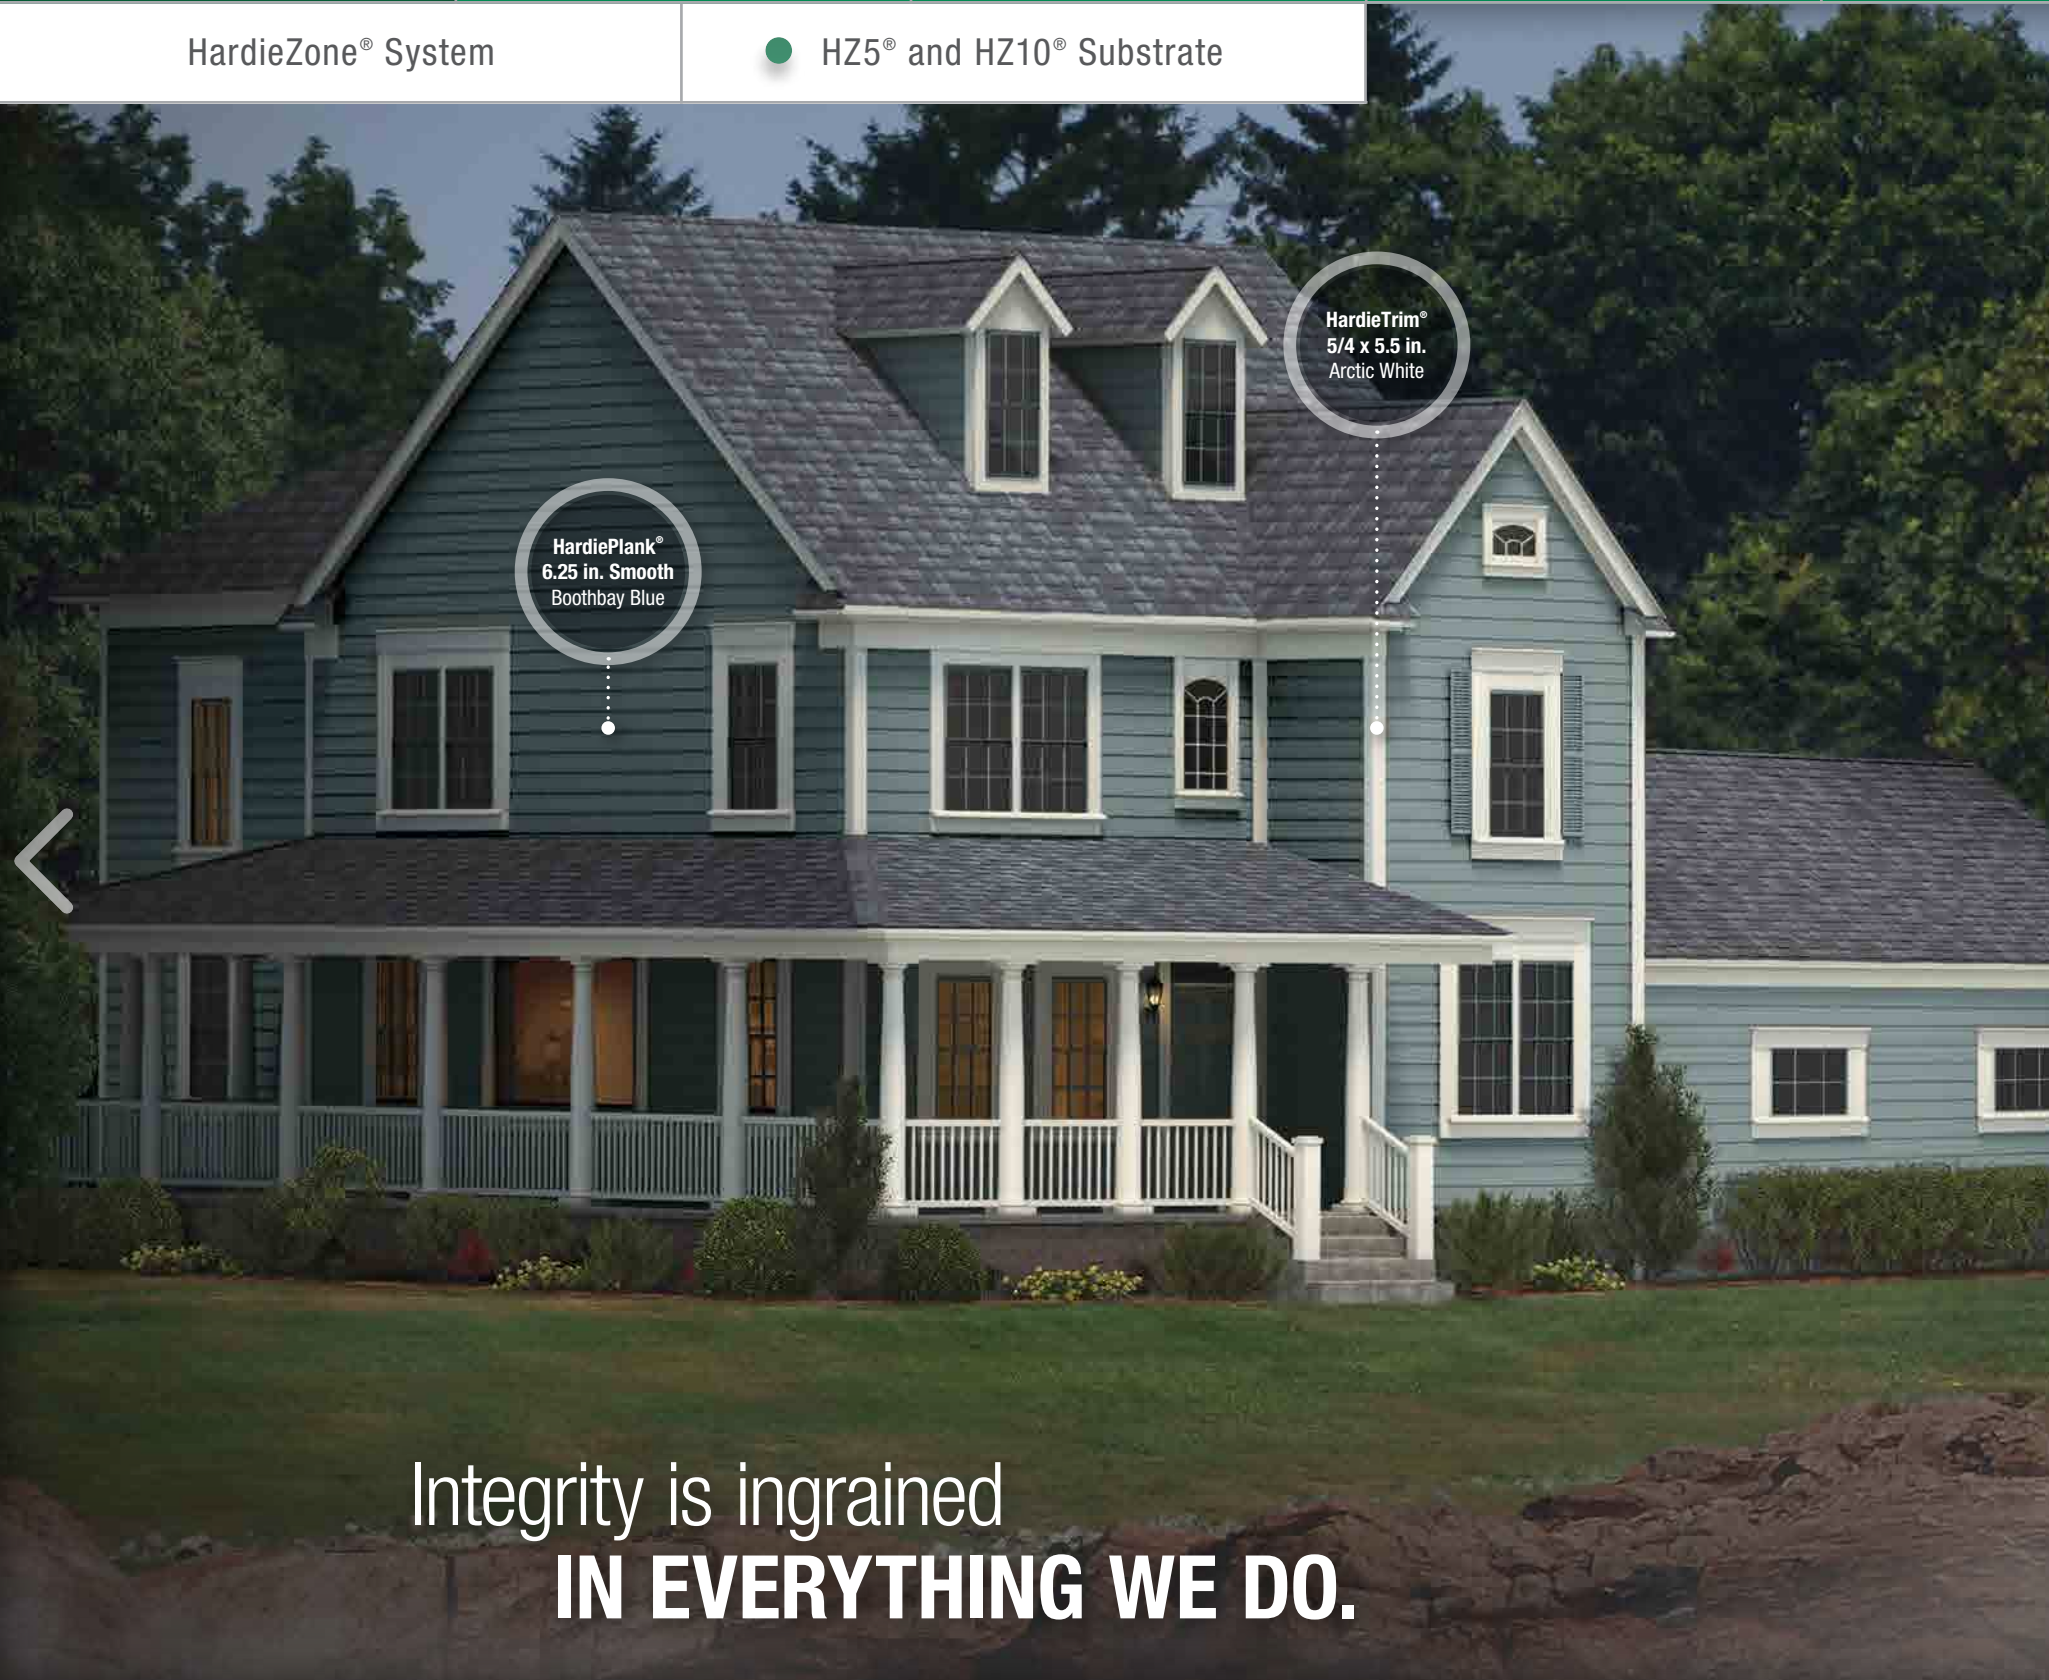 HardieZone® System
HZ5® and HZ10® Substrate
HardieTrim®
5/4 x 5.5 in.
Arctic White
HardiePlank®
6.25 in. Smooth
Boothbay Blue
Integrity is ingrained
IN EVERYTHING WE DO.